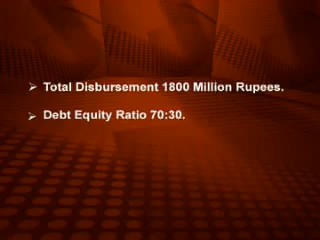 ➢ Total Disbursement 1800 Million Rupees.
➢ Debt Equity Ratio 70:30.